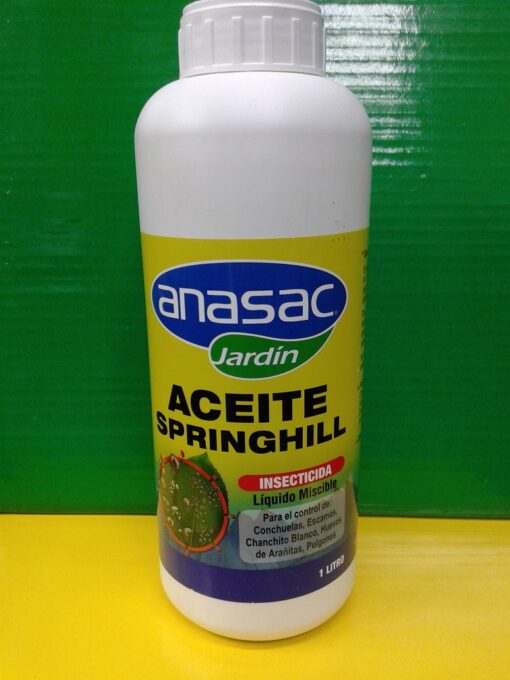 anasac
Jardín
ACEITE
SPRINGHILL
INSECTICIDA
Líquido Miscible
Para el control de:
Conchuelas, Escamas,
Chanchito Blanco, Huevos
de Arañitas, Pulgones
1 LITRO